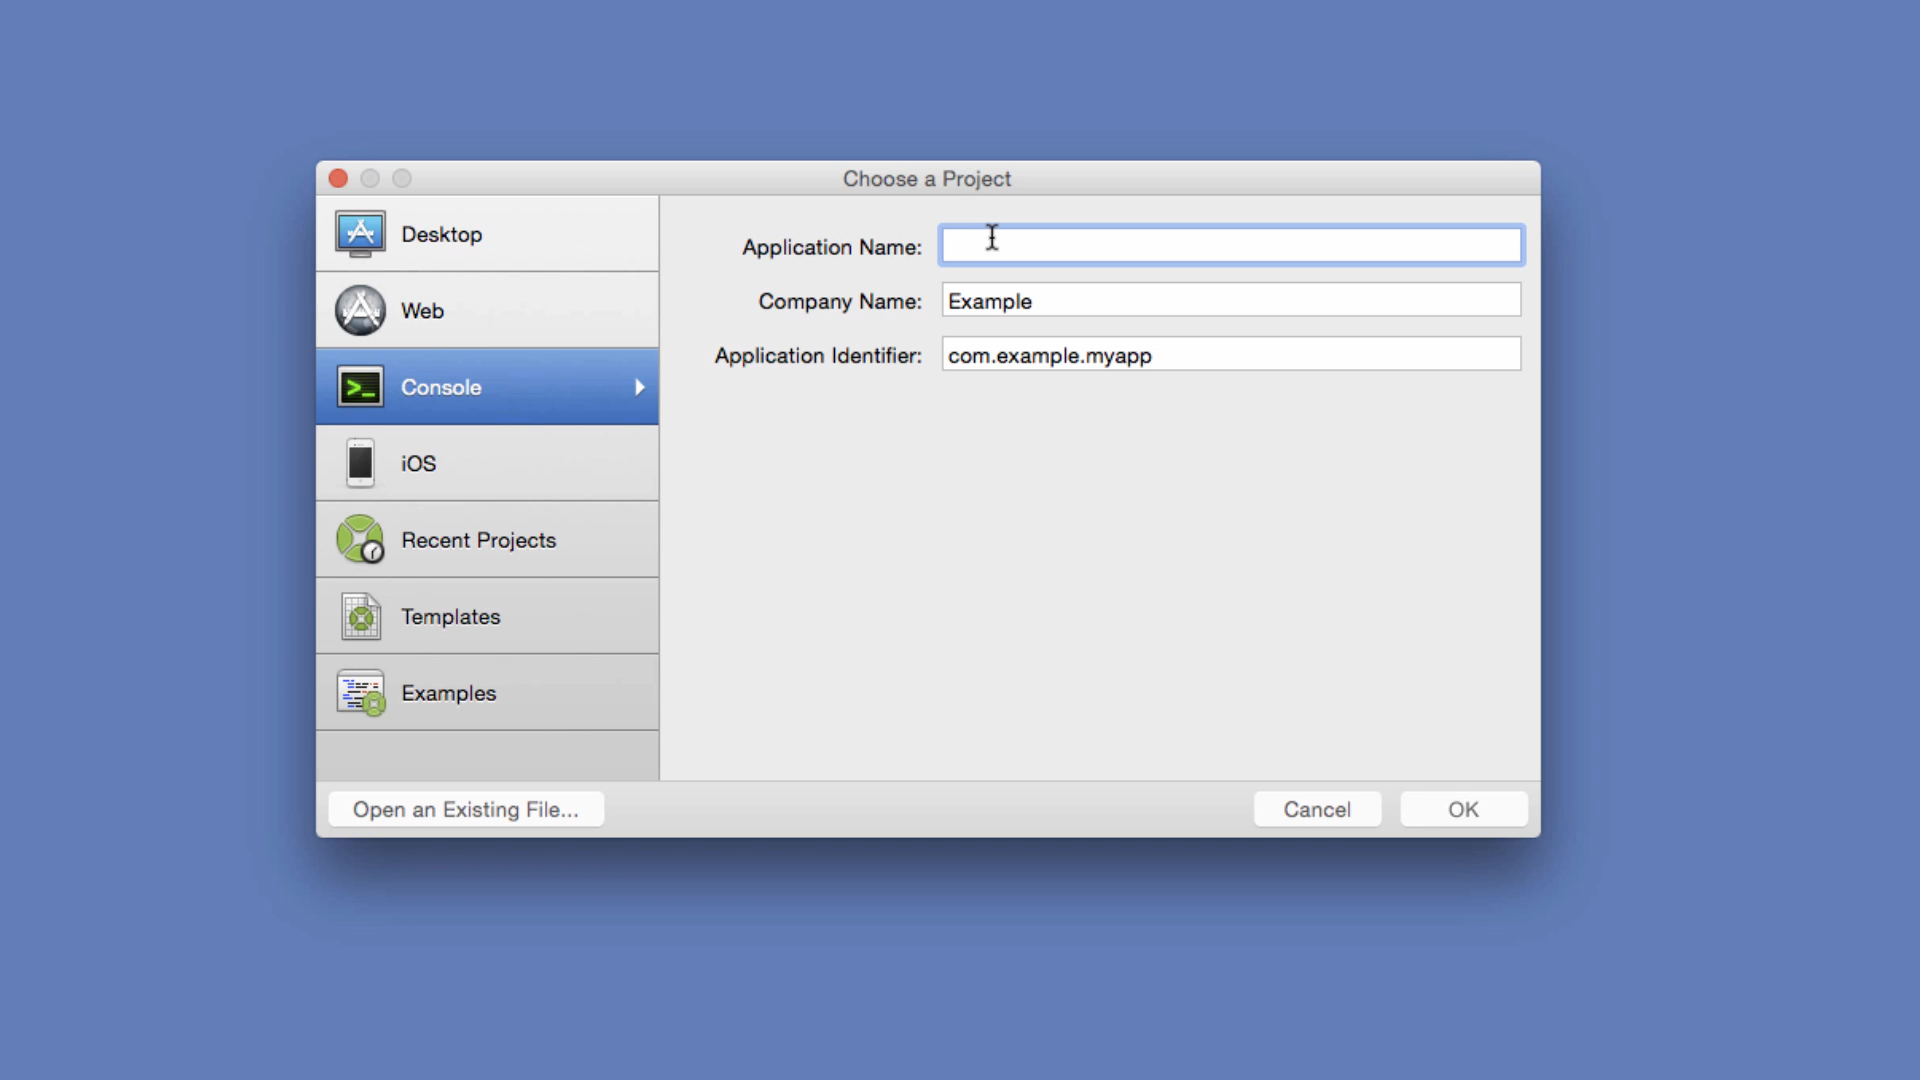 Choose a Project
Desktop
Web
Console
iOS
Recent Projects
Templates
Examples
Application Name:
Company Name: Example
Application Identifier: com.example.myapp
Open an Existing File...
Cancel
OK